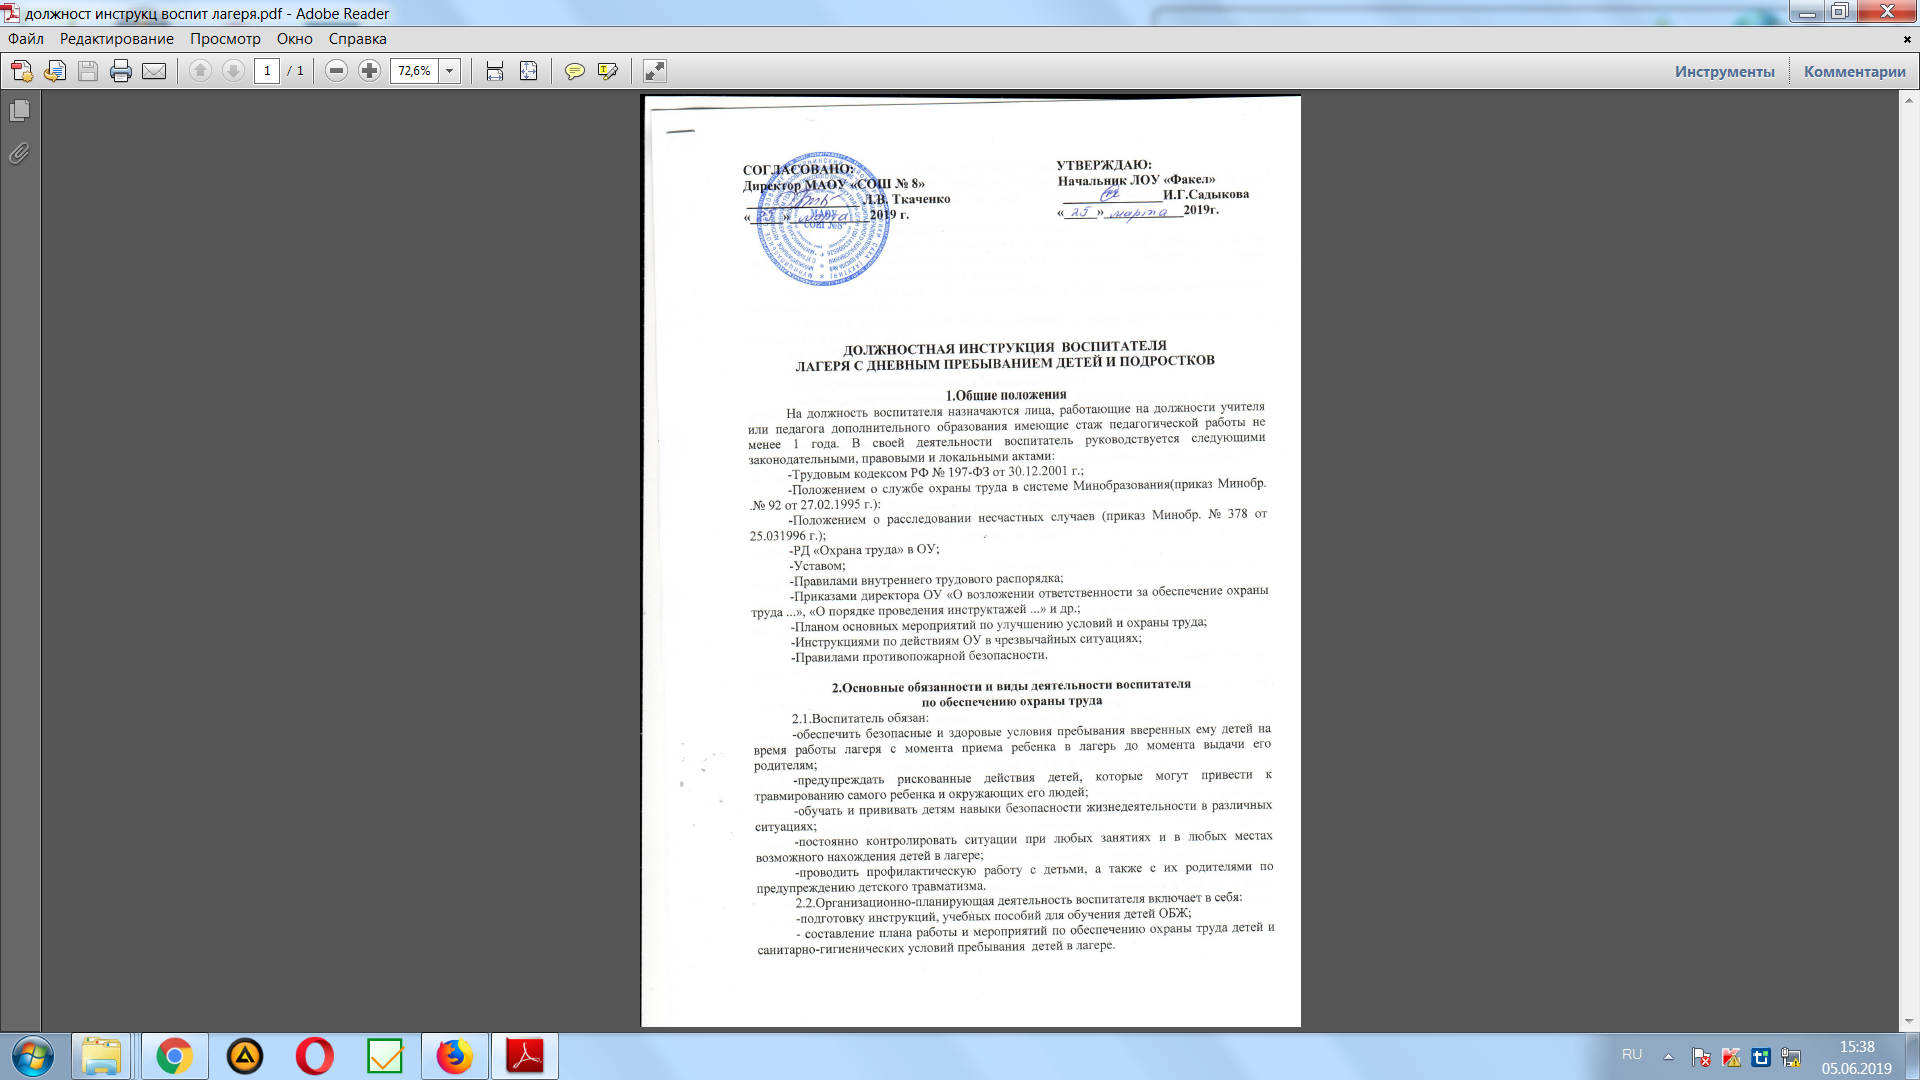 должност инструкц воспит лагеря.pdf - Adobe Reader
Файл Редактирование Просмотр Окно Справка
1 / 1 72,6% Инструменты Комментарии
СОГЛАСОВАНО:
Директор МАОУ «СОШ № 8»
Л.В. Ткаченко
« 25 » марта 2019 г.
МАОУ
СОШ №8
УТВЕРЖДАЮ:
Начальник ЛОУ «Факел»
И.Г.Садыкова
« 25 » марта 2019г.
ДОЛЖНОСТНАЯ ИНСТРУКЦИЯ ВОСПИТАТЕЛЯ
ЛАГЕРЯ С ДНЕВНЫМ ПРЕБЫВАНИЕМ ДЕТЕЙ И ПОДРОСТКОВ
1.Общие положения
На должность воспитателя назначаются лица, работающие на должности учителя
или педагога дополнительного образования имеющие стаж педагогической работы не
менее 1 года. В своей деятельности воспитатель руководствуется следующими
законодательными, правовыми и локальными актами:
-Трудовым кодексом РФ № 197-ФЗ от 30.12.2001 г.;
-Положением о службе охраны труда в системе Минобразования(приказ Минобр.
.№ 92 от 27.02.1995 г.):
-Положением о расследовании несчастных случаев (приказ Минобр. № 378 от
25.031996 г.);
-РД «Охрана труда» в ОУ;
-Уставом;
-Правилами внутреннего трудового распорядка;
-Приказами директора ОУ «О возложении ответственности за обеспечение охраны
труда ...», «О порядке проведения инструктажей ...» и др.;
-Планом основных мероприятий по улучшению условий и охраны труда;
-Инструкциями по действиям ОУ в чрезвычайных ситуациях;
-Правилами противопожарной безопасности.
2.Основные обязанности и виды деятельности воспитателя
по обеспечению охраны труда
2.1.Воспитатель обязан:
-обеспечить безопасные и здоровые условия пребывания вверенных ему детей на
время работы лагеря с момента приема ребенка в лагерь до момента выдачи его
родителям;
-предупреждать рискованные действия детей, которые могут привести к
травмированию самого ребенка и окружающих его людей;
-обучать и прививать детям навыки безопасности жизнедеятельности в различных
ситуациях;
-постоянно контролировать ситуации при любых занятиях и в любых местах
возможного нахождения детей в лагере;
-проводить профилактическую работу с детьми, а также с их родителями по
предупреждению детского травматизма.
2.2.Организационно-планирующая деятельность воспитателя включает в себя:
-подготовку инструкций, учебных пособий для обучения детей ОБЖ;
- составление плана работы и мероприятий по обеспечению охраны труда детей и
санитарно-гигиенических условий пребывания детей в лагере.
RU
15:38
05.06.2019